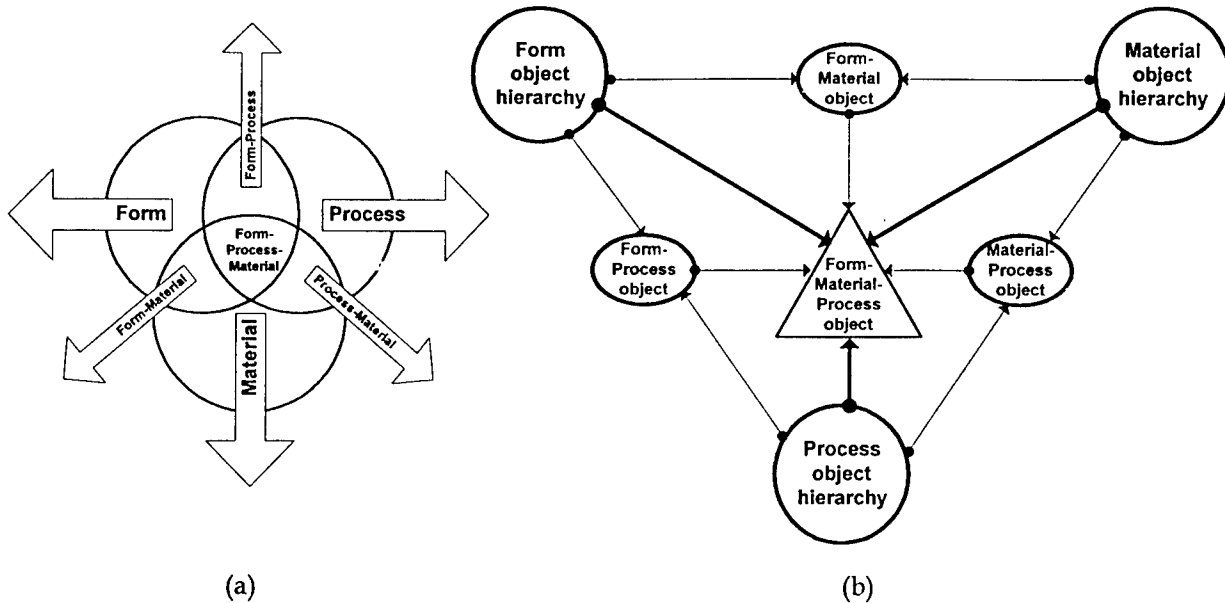 Form-Process
Form
Process
Form-
Process-
Material
Form-Material
Process-Material
Material
(a)
Form
object
hierarchy
Form-
Material
object
Material
object
hierarchy
Form-
Process
object
Form-
Material-
Process
object
Material-
Process
object
Process
object
hierarchy
(b)